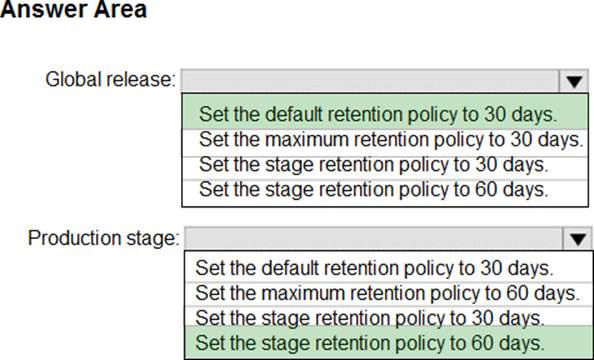 Answer Area
Global release:
Set the default retention policy to 30 days.
Set the maximum retention policy to 30 days.
Set the stage retention policy to 30 days.
Set the stage retention policy to 60 days.
Production stage:
Set the default retention policy to 30 days.
Set the maximum retention policy to 60 days.
Set the stage retention policy to 30 days.
Set the stage retention policy to 60 days.